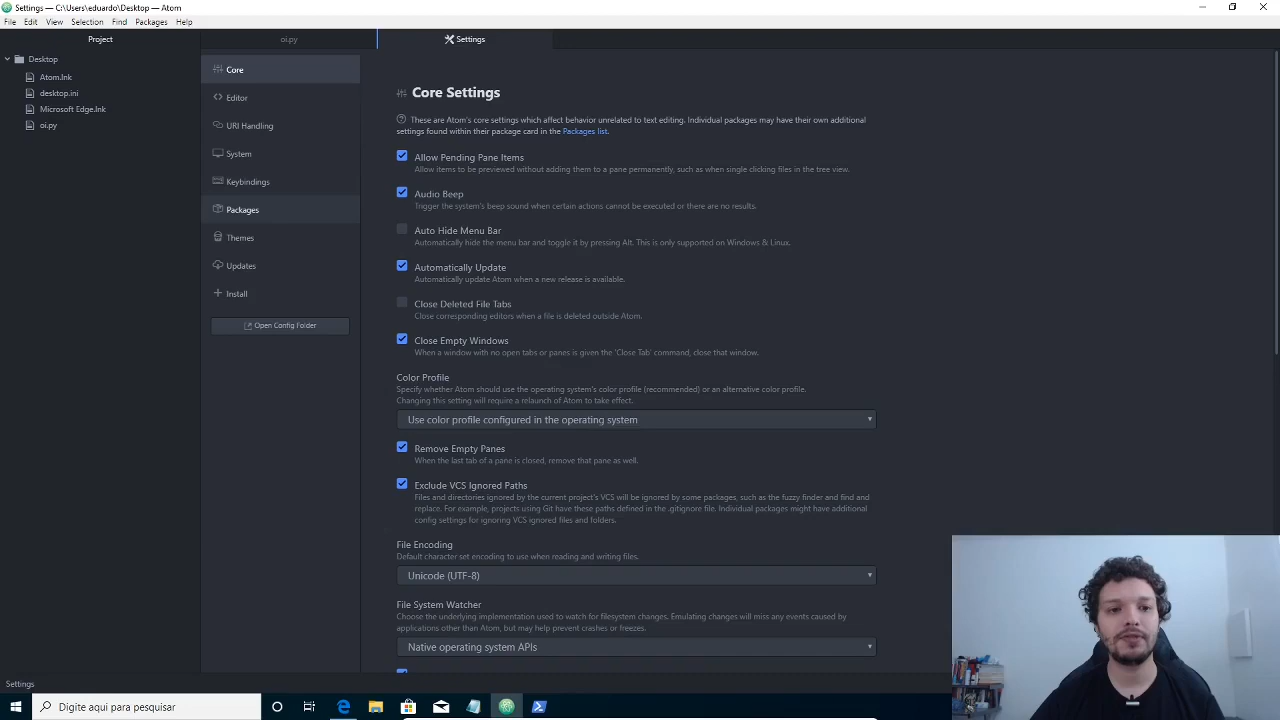 Settings — C:\Users\eduardo\Desktop — Atom
File Edit View Selection Find Packages Help
Project
oi.py
Settings
Desktop
Atom.lnk
desktop.ini
Microsoft Edge.lnk
oi.py
Core
Editor
URI Handling
System
Keybindings
Packages
Themes
Updates
Install
Open Config Folder
Core Settings
These are Atom's core settings which affect behavior unrelated to text editing. Individual packages may have their own additional
settings found within their package card in the Packages list.
Allow Pending Pane Items
Allow items to be previewed without adding them to a pane permanently, such as when single clicking files in the tree view.
Audio Beep
Trigger the system's beep sound when certain actions cannot be executed or there are no results.
Auto Hide Menu Bar
Automatically hide the menu bar and toggle it by pressing Alt. This is only supported on Windows & Linux.
Automatically Update
Automatically update Atom when a new release is available.
Close Deleted File Tabs
Close corresponding editors when a file is deleted outside Atom.
Close Empty Windows
When a window with no open tabs or panes is given the 'Close Tab' command, close that window.
Color Profile
Specify whether Atom should use the operating system's color profile (recommended) or an alternative color profile.
Changing this setting will require a relaunch of Atom to take effect.
Use color profile configured in the operating system
Remove Empty Panes
When the last tab of a pane is closed, remove that pane as well.
Exclude VCS Ignored Paths
Files and directories ignored by the current project's VCS will be ignored by some packages, such as the fuzzy finder and find and
replace. For example, projects using Git have these paths defined in the .gitignore file. Individual packages might have additional
config settings for ignoring VCS ignored files and folders.
File Encoding
Default character set encoding to use when reading and writing files.
Unicode (UTF-8)
File System Watcher
Choose the underlying implementation used to watch for filesystem changes. Emulating changes will miss any events caused by
applications other than Atom, but may help prevent crashes or freezes.
Native operating system APIs
Settings
Digite aqui para pesquisar